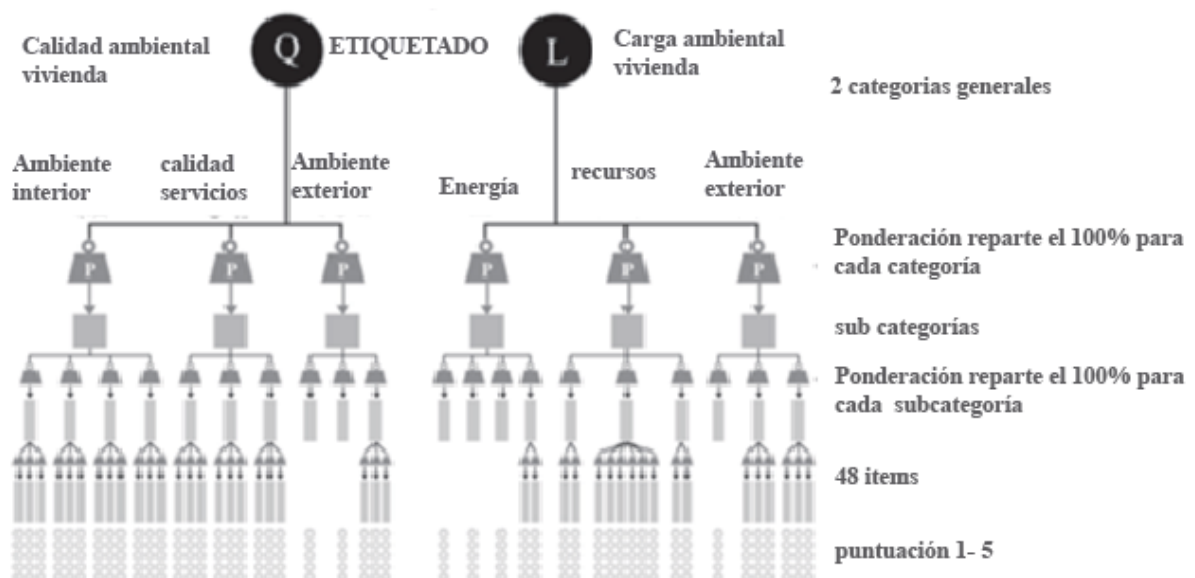 Calidad ambiental
vivienda
Q
ETIQUETADO
L
Carga ambiental
vivienda
2 categorias generales
Ambiente
interior
calidad
servicios
Ambiente
exterior
Energía
recursos
Ambiente
exterior
P
P
P
P
P
P
Ponderación reparte el 100% para
cada categoría
sub categorías
Ponderación reparte el 100% para
cada subcategoría
48 items
puntuación 1- 5